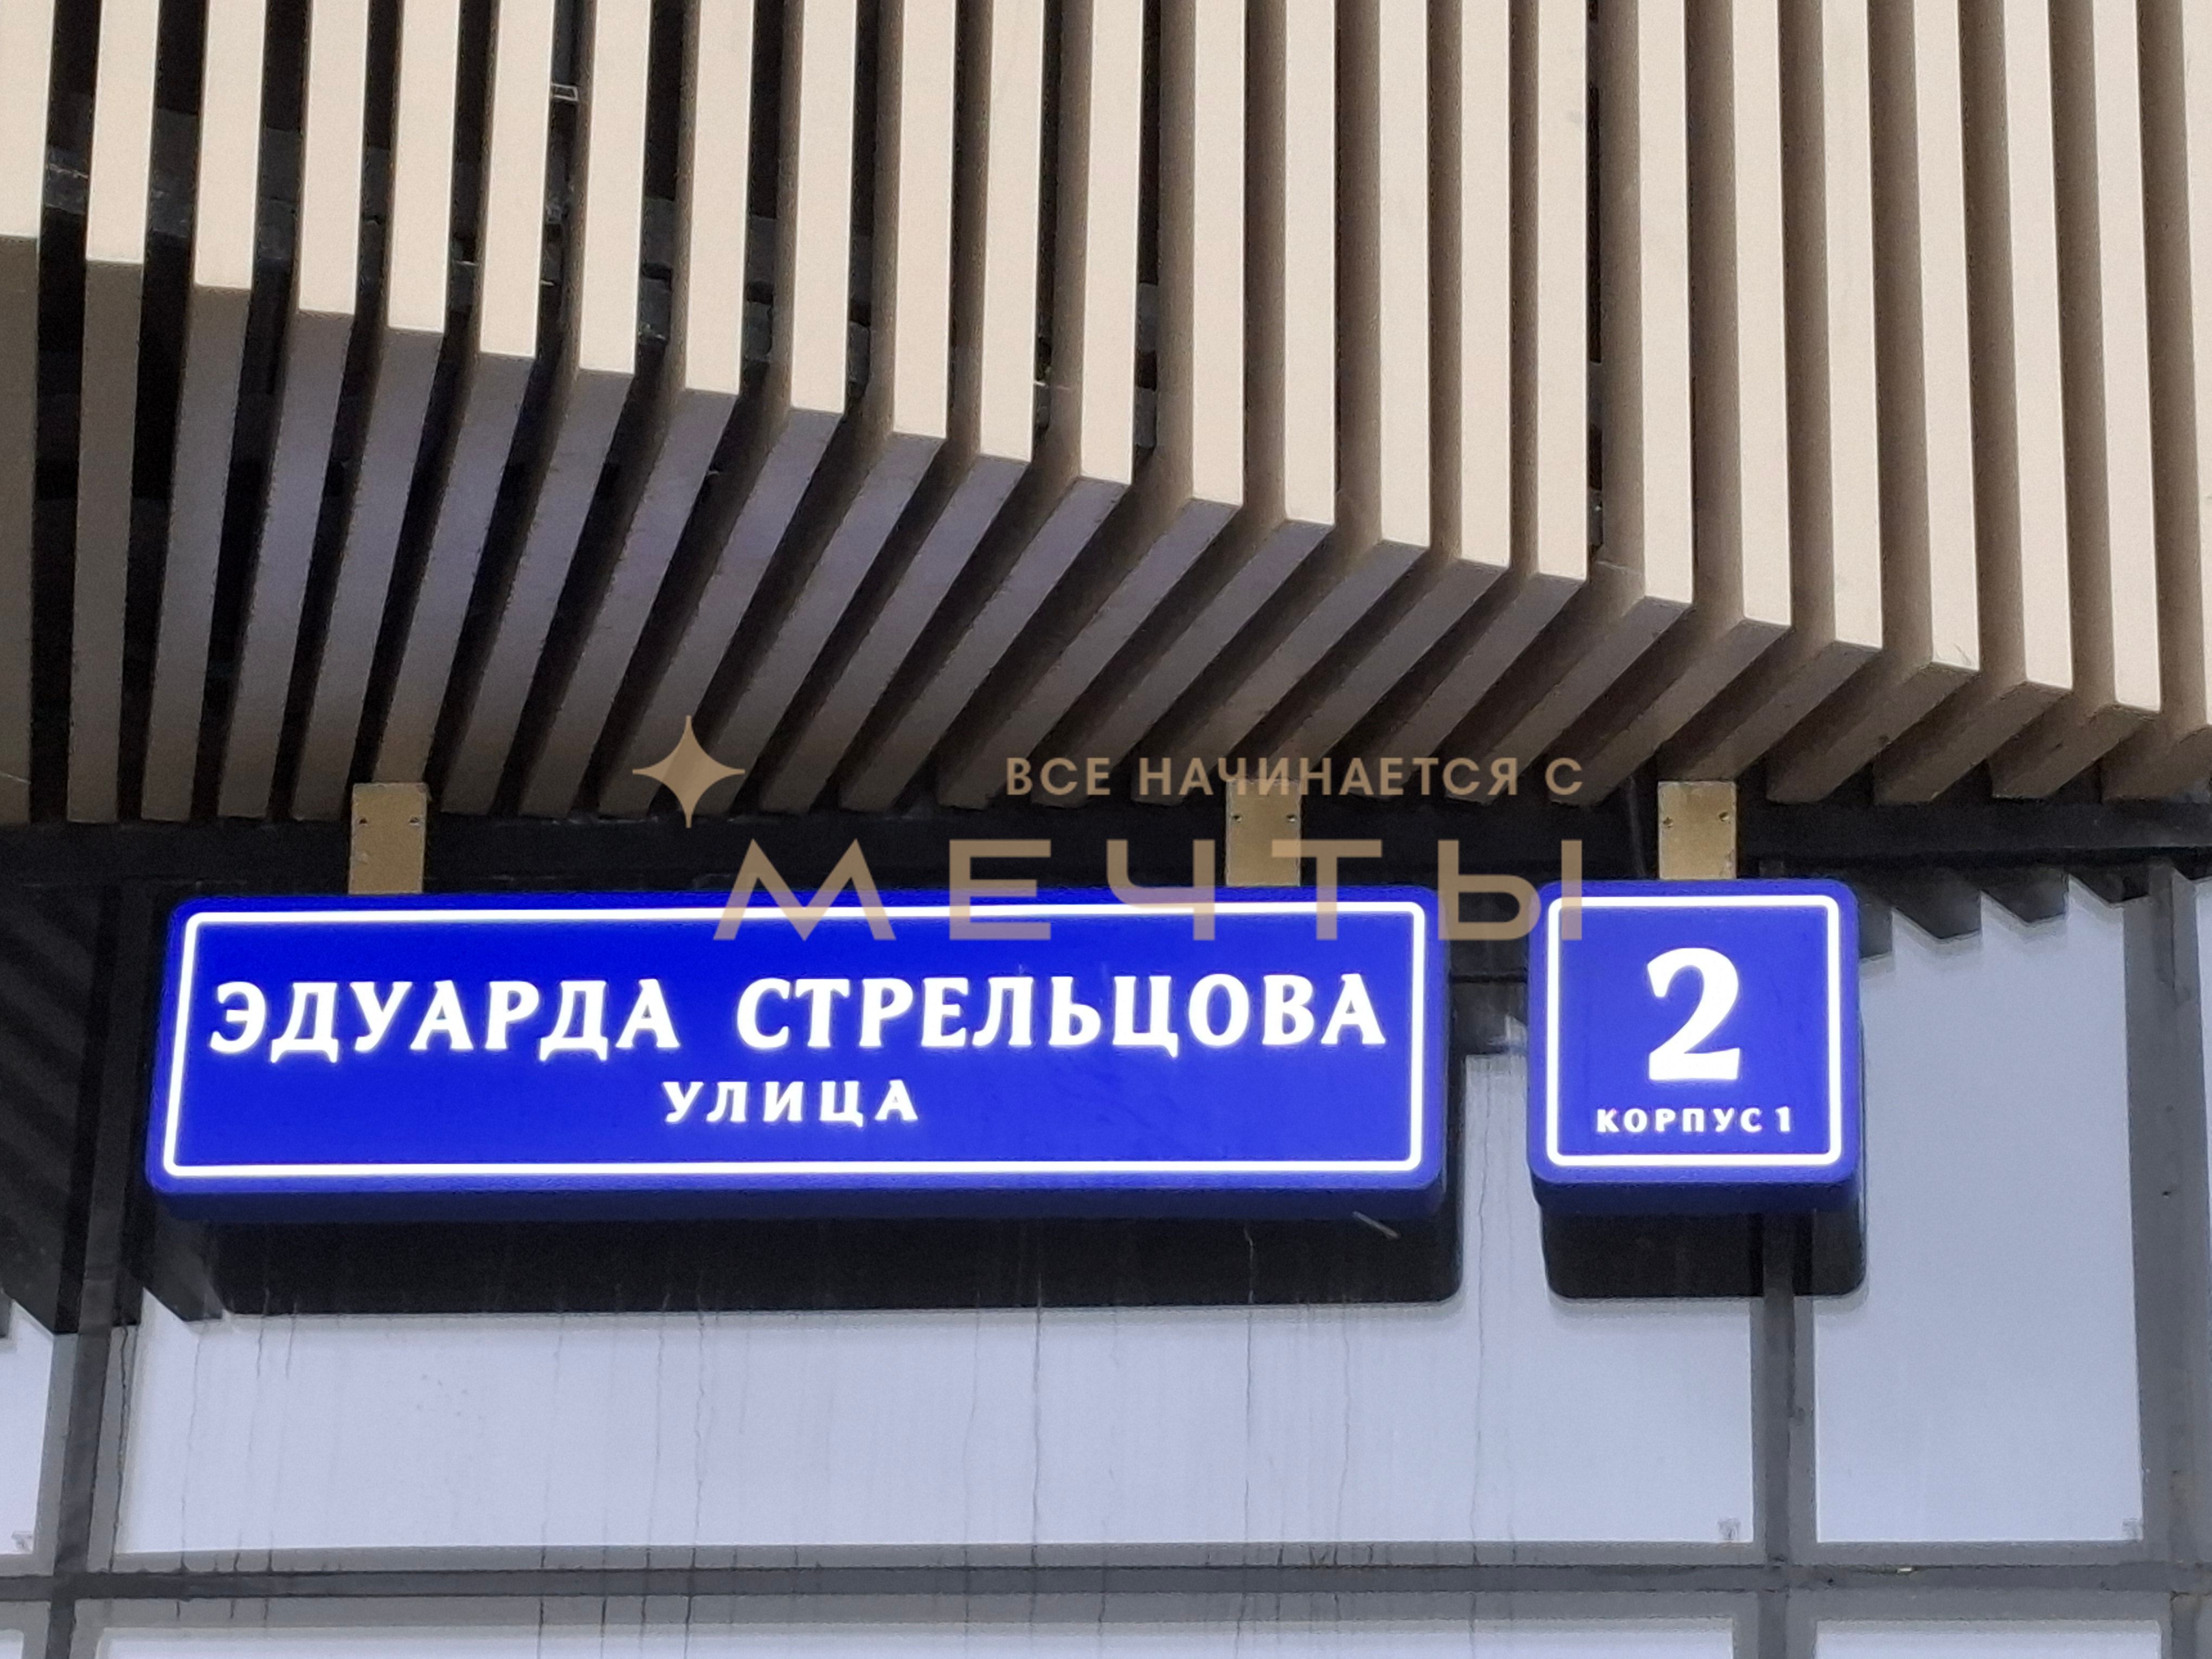 ВСЕ НАЧИНАЕТСЯ С
МЕЧТЫ
ЭДУАРДА СТРЕЛЬЦОВА
УЛИЦА
2
КОРПУС 1